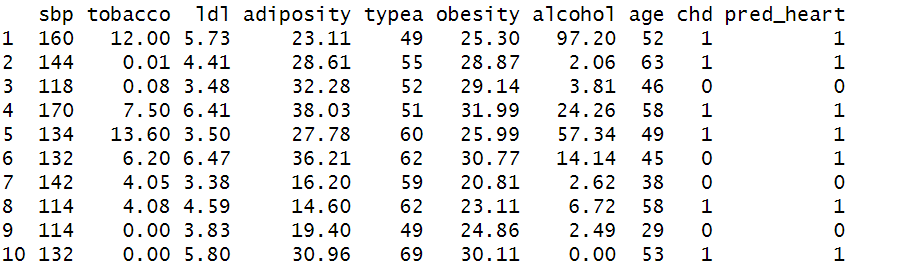 sbp tobacco ldl adiposity typea obesity alcohol age chd pred_heart
1 160 12.00 5.73 23.11 49 25.30 97.20 52 1 1
2 144 0.01 4.41 28.61 55 28.87 2.06 63 1 1
3 118 0.08 3.48 32.28 52 29.14 3.81 46 0 0
4 170 7.50 6.41 38.03 51 31.99 24.26 58 1 1
5 134 13.60 3.50 27.78 60 25.99 57.34 49 1 1
6 132 6.20 6.47 36.21 62 30.77 14.14 45 0 1
7 142 4.05 3.38 16.20 59 20.81 2.62 38 0 0
8 114 4.08 4.59 14.60 62 23.11 6.72 58 1 1
9 114 0.00 3.83 19.40 49 24.86 2.49 29 0 0
10 132 0.00 5.80 30.96 69 30.11 0.00 53 1 1